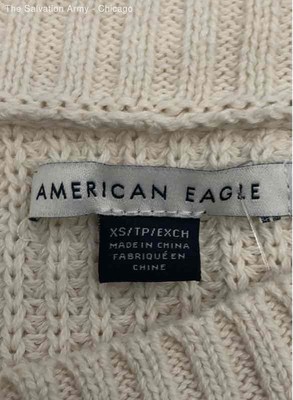 The Salvation Army - Chicago
AMERICAN EAGLE
XS/TP/EXCH
MADE IN CHINA
FABRIQUÉ EN
CHINE